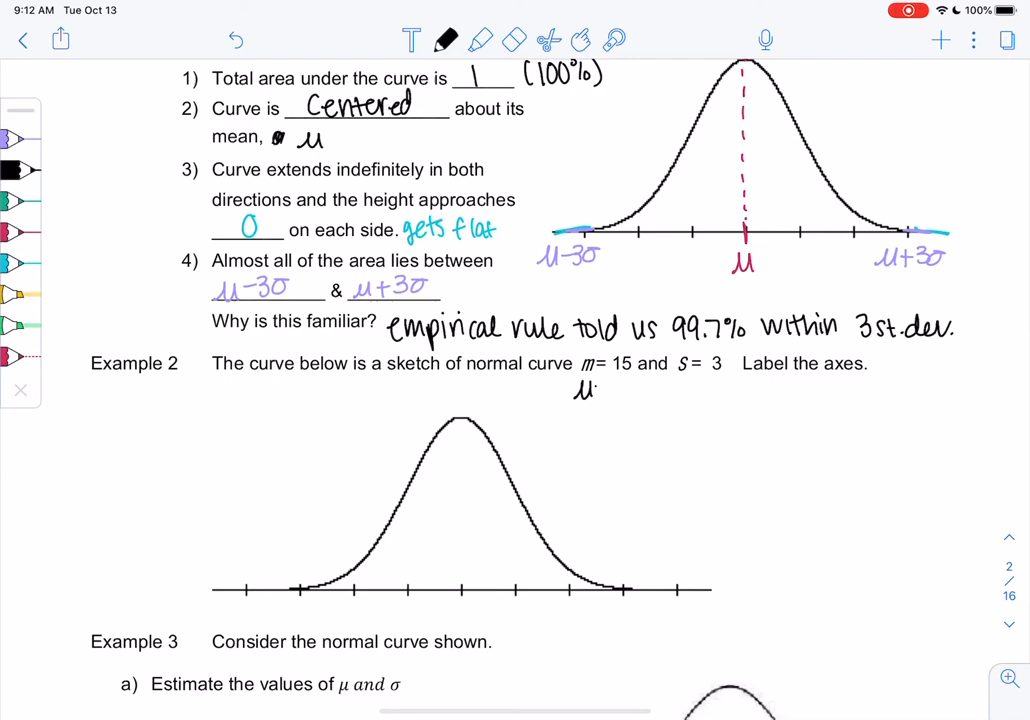 9:12 AM Tue Oct 13
100%
1) Total area under the curve is 1 (100%)
2) Curve is centered about its
mean, μ
3) Curve extends indefinitely in both
directions and the height approaches
0 on each side. gets flat
μ-3σ μ μ+3σ
4) Almost all of the area lies between
μ-3σ & μ+3σ
Why is this familiar? empirical rule told us 99.7% within 3 st.dev.
Example 2 The curve below is a sketch of normal curve m= 15 and S = 3 Label the axes.
μ
2
/
16
Example 3 Consider the normal curve shown.
a) Estimate the values of μ and σ